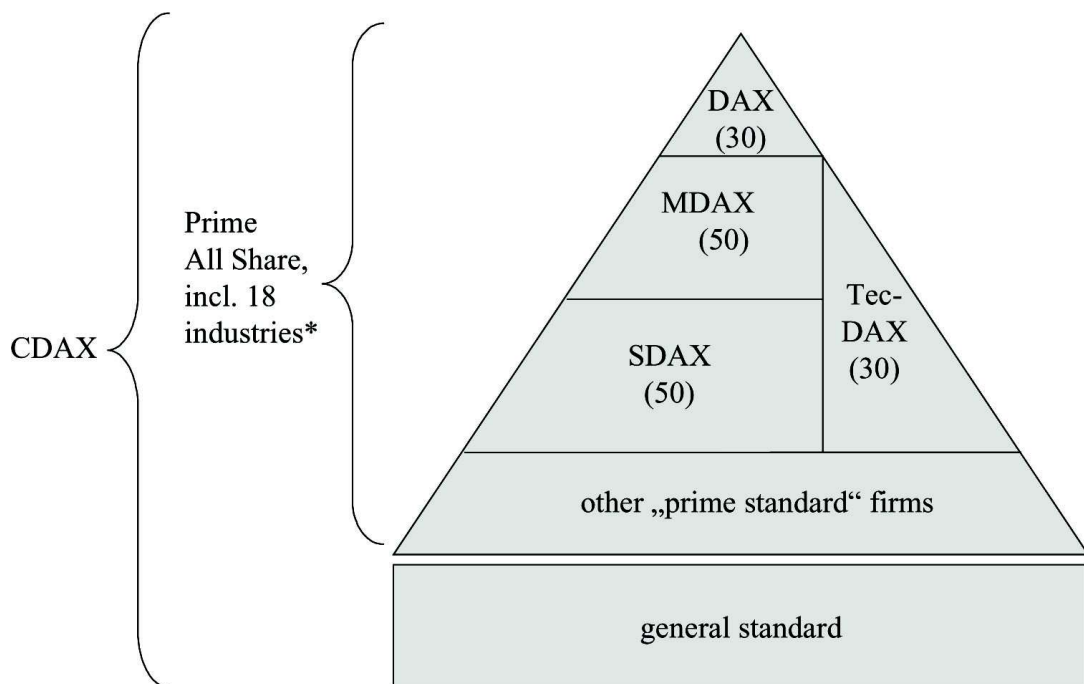 CDAX
Prime
All Share,
incl. 18
industries*
DAX
(30)
MDAX
(50)
SDAX
(50)
Tec-
DAX
(30)
other „prime standard“ firms
general standard